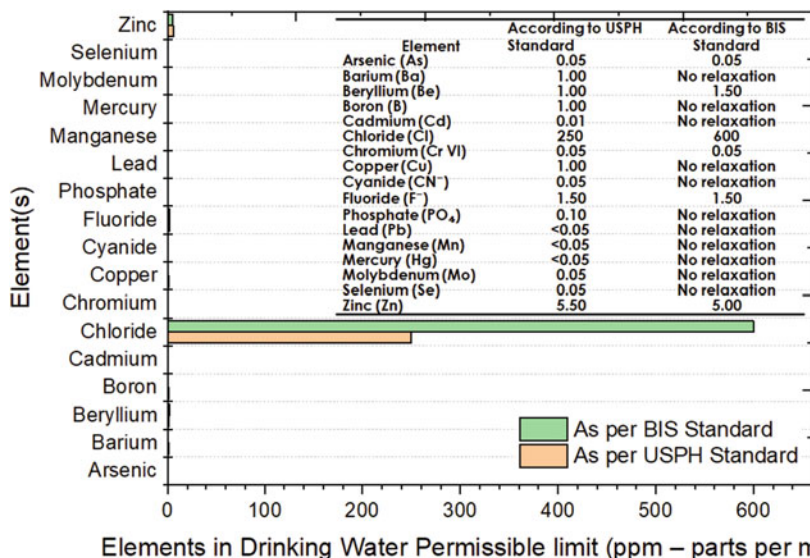 Element(s)
Zinc
Selenium
Molybdenum
Mercury
Manganese
Lead
Phosphate
Fluoride
Cyanide
Copper
Chromium
Chloride
Cadmium
Boron
Beryllium
Barium
Arsenic
According to USPH According to BIS
Element Standard Standard
Arsenic (As) 0.05 0.05
Barium (Ba) 1.00 No relaxation
Beryllium (Be) 1.00 1.50
Boron (B) 1.00 No relaxation
Cadmium (Cd) 0.01 No relaxation
Chloride (Cl) 250 600
Chromium (Cr VI) 0.05 0.05
Copper (Cu) 1.00 No relaxation
Cyanide (CN⁻) 0.05 No relaxation
Fluoride (F⁻) 1.50 1.50
Phosphate (PO₄) 0.10 No relaxation
Lead (Pb) <0.05 No relaxation
Manganese (Mn) <0.05 No relaxation
Mercury (Hg) <0.05 No relaxation
Molybdenum (Mo) 0.05 No relaxation
Selenium (Se) 0.05 No relaxation
Zinc (Zn) 5.50 5.00
As per BIS Standard
As per USPH Standard
0 100 200 300 400 500 600
Elements in Drinking Water Permissible limit (ppm – parts per m